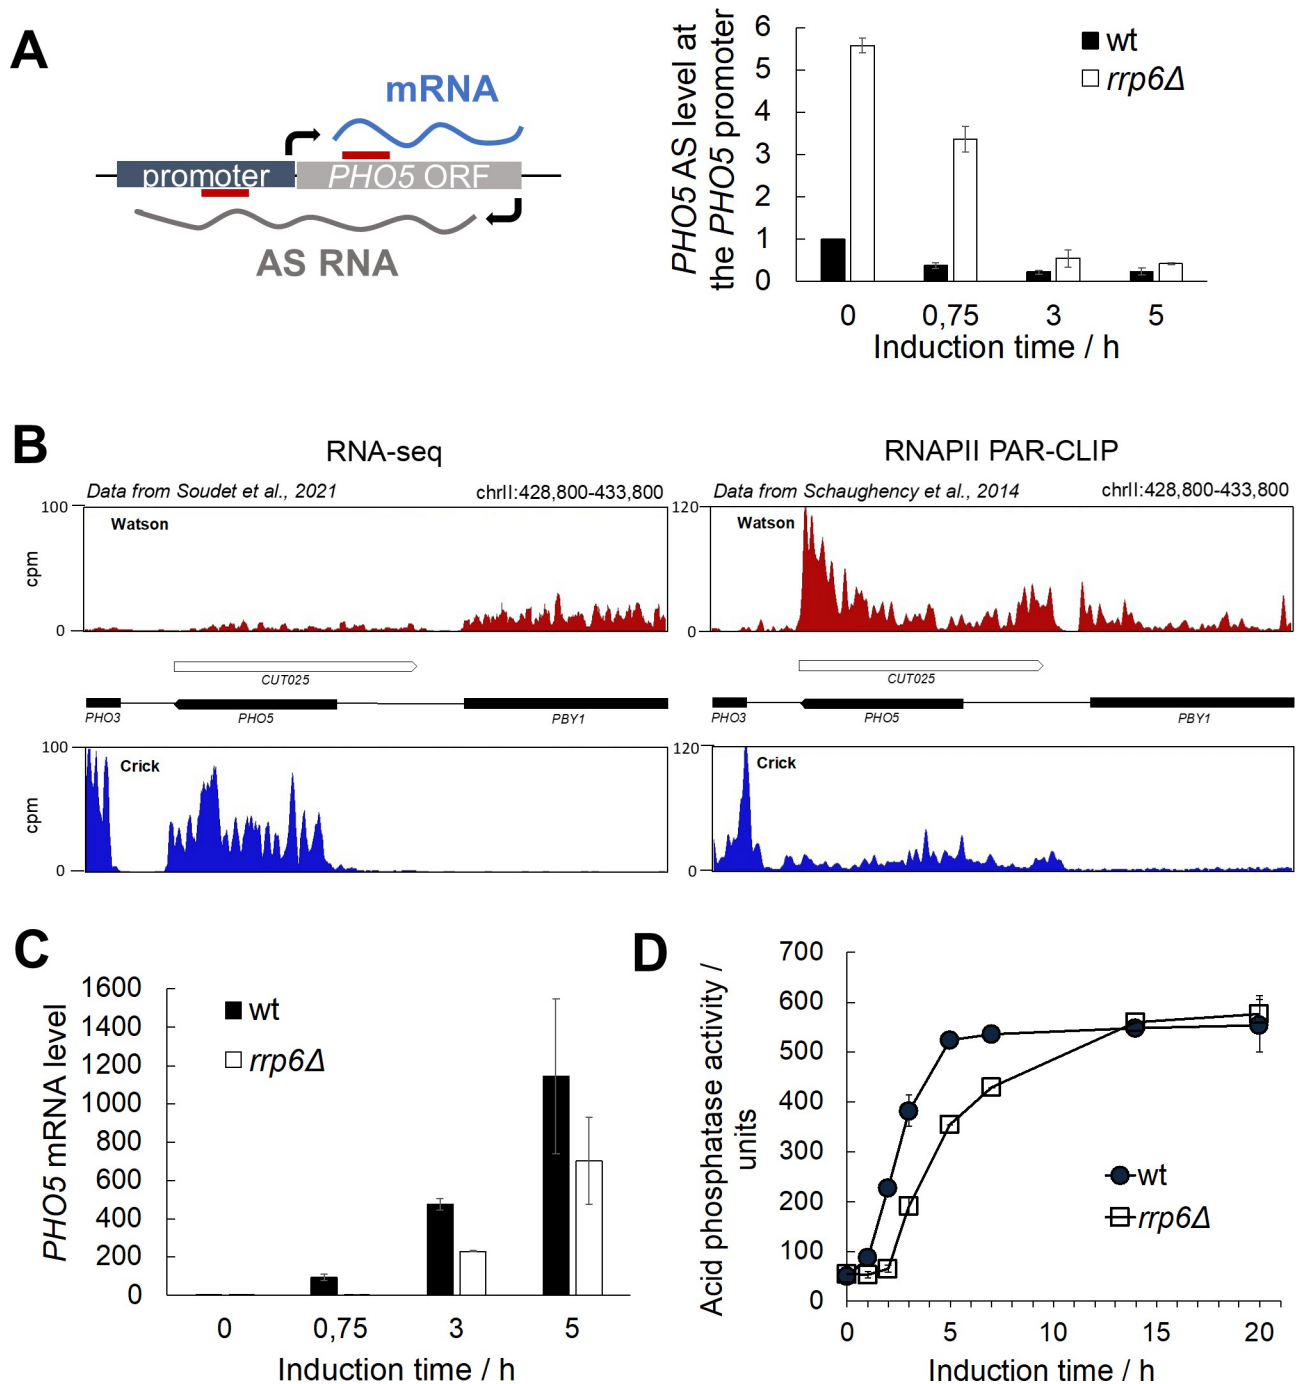 A
mRNA
promoter
PHO5 ORF
AS RNA
PHO5 AS level at
the PHO5 promoter
6
5
4
3
2
1
0
wt
rrp6Δ
0 0,75 3 5
Induction time / h
B
RNA-seq
Data from Soudet et al., 2021 chrII:428,800-433,800
100
Watson
cpm
0
CUT025
PHO3 PHO5 PBY1
100
Crick
cpm
0
RNAPII PAR-CLIP
Data from Schaughency et al., 2014 chrII:428,800-433,800
120
Watson
0
CUT025
PHO3 PHO5 PBY1
120
Crick
0
C
PHO5 mRNA level
1600
1400
1200
1000
800
600
400
200
0
wt
rrp6Δ
0 0,75 3 5
Induction time / h
D
Acid phosphatase activity /
units
700
600
500
400
300
200
100
0
wt
rrp6Δ
0 5 10 15 20
Induction time / h